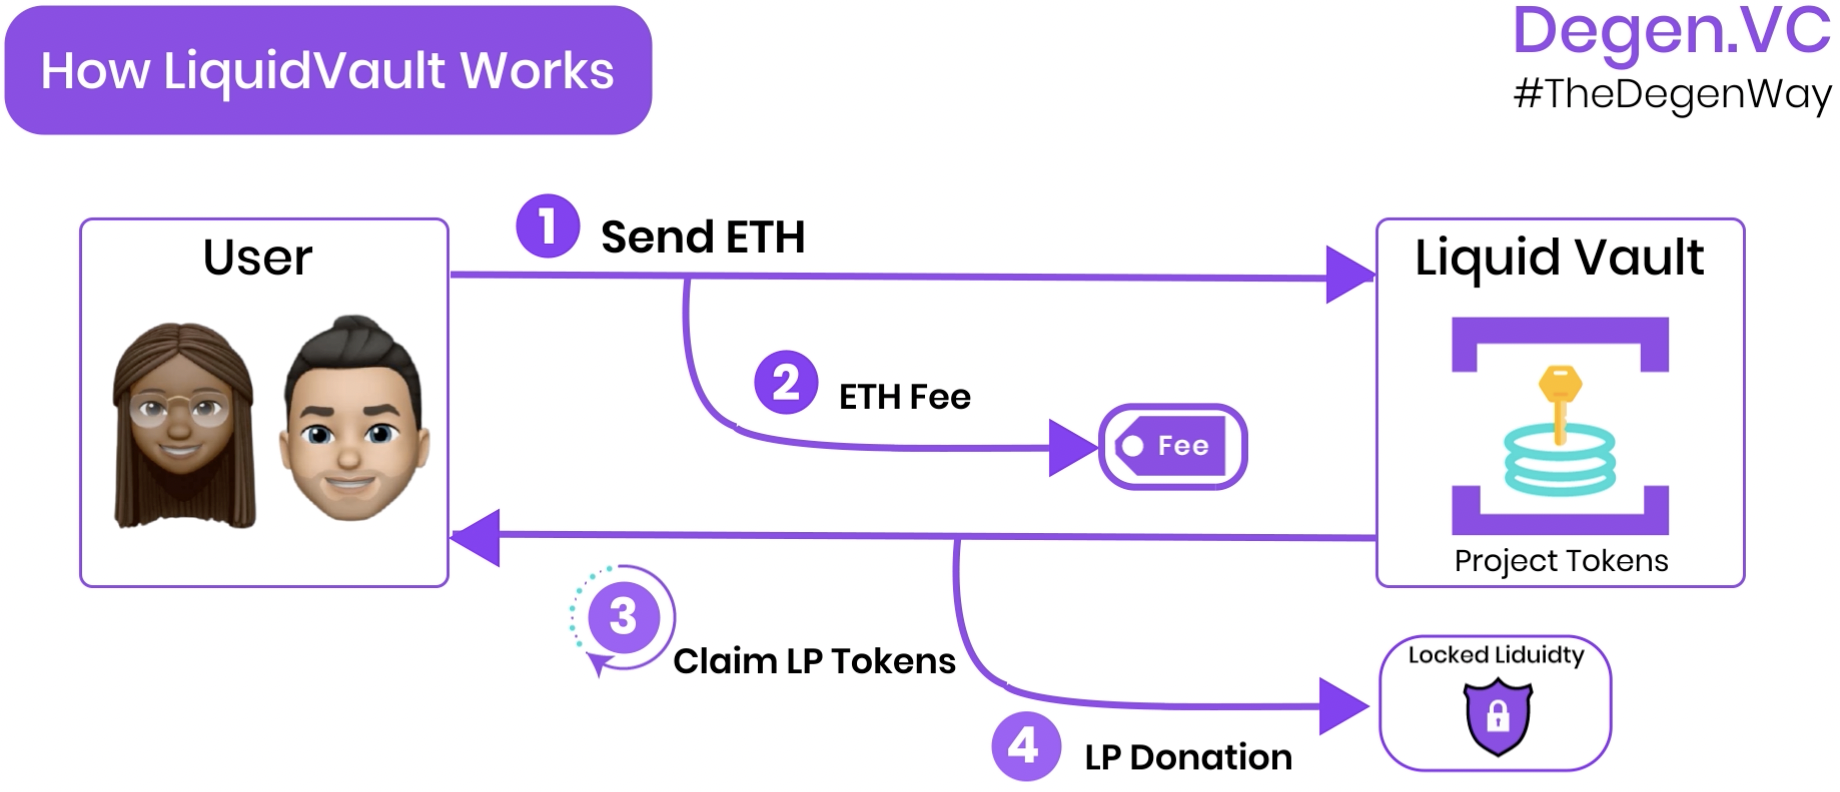 How LiquidVault Works
Degen.VC
#TheDegenWay
User
1 Send ETH
Liquid Vault
2 ETH Fee
Fee
Project Tokens
3 Claim LP Tokens
Locked Liduidty
4 LP Donation